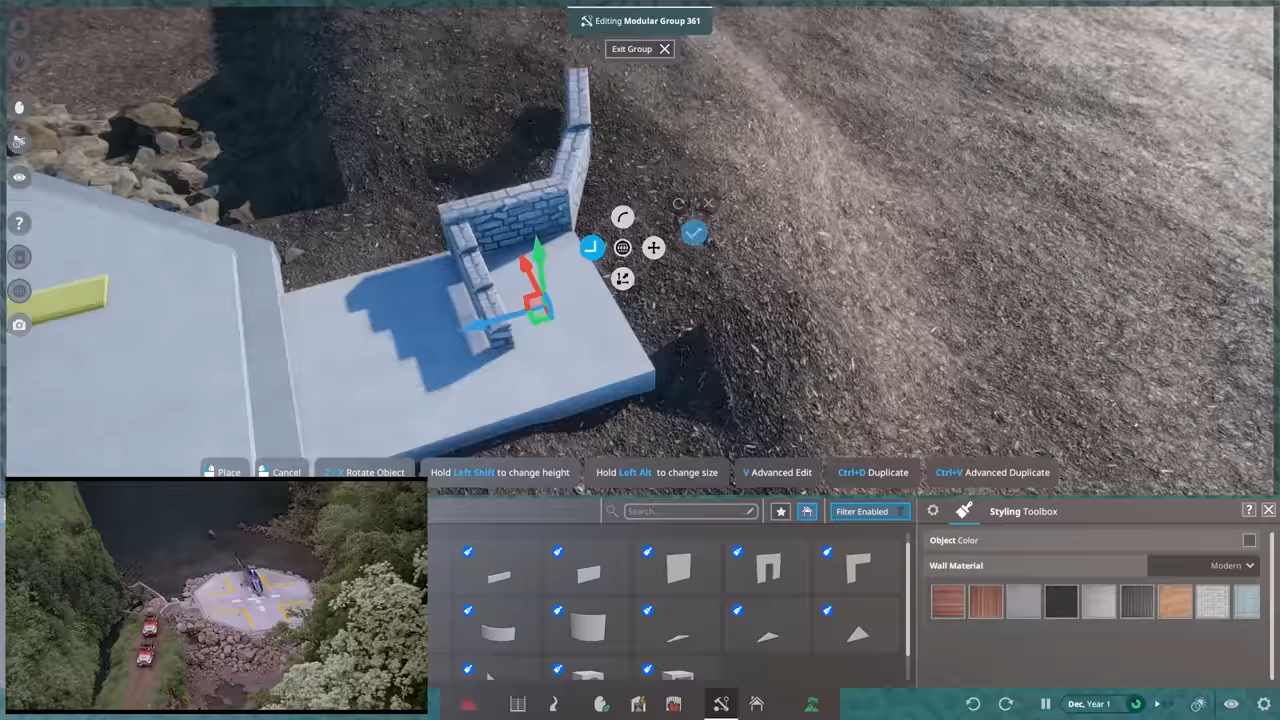 Editing Modular Group 361
Exit Group
Place
Cancel
Z / X Rotate Object
Hold Left Shift to change height
Hold Left Alt to change size
V Advanced Edit
Ctrl+D Duplicate
Ctrl+V Advanced Duplicate
Search...
Filter Enabled
Styling Toolbox
?
Object Color
Wall Material
Modern
Dec, Year 1
?